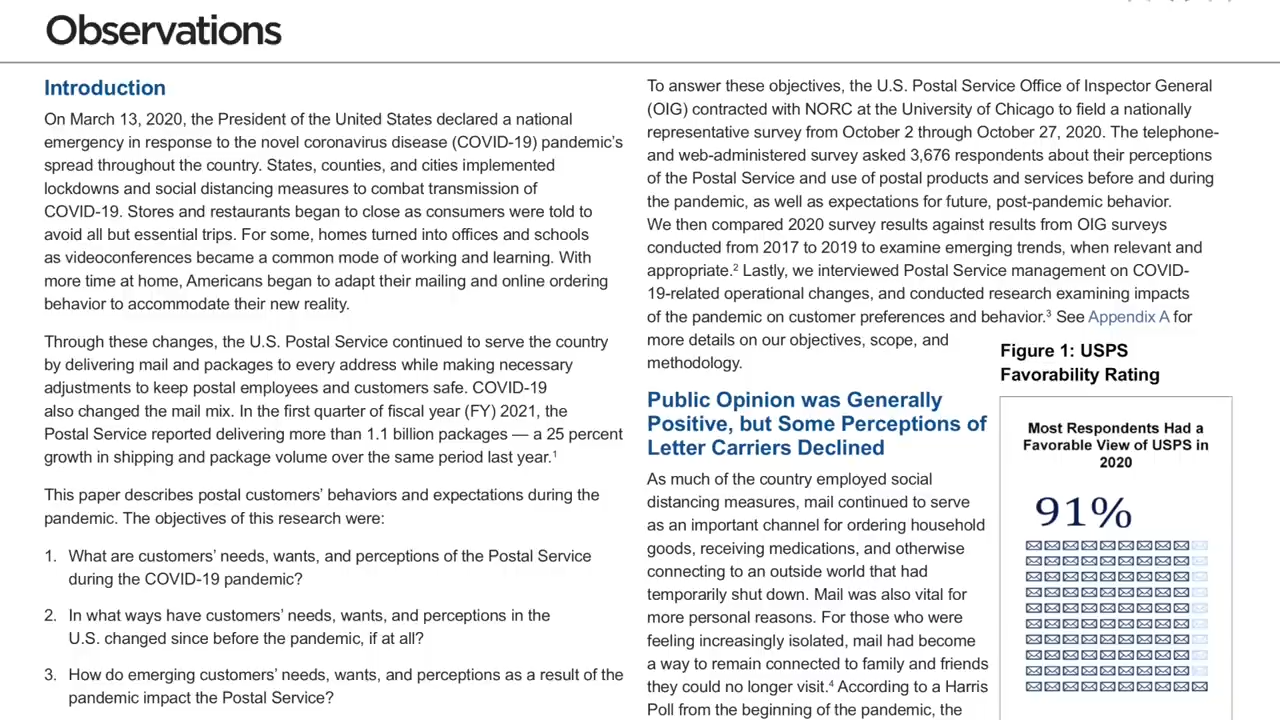 Observations
Introduction
On March 13, 2020, the President of the United States declared a national
emergency in response to the novel coronavirus disease (COVID-19) pandemic’s
spread throughout the country. States, counties, and cities implemented
lockdowns and social distancing measures to combat transmission of
COVID-19. Stores and restaurants began to close as consumers were told to
avoid all but essential trips. For some, homes turned into offices and schools
as videoconferences became a common mode of working and learning. With
more time at home, Americans began to adapt their mailing and online ordering
behavior to accommodate their new reality.
Through these changes, the U.S. Postal Service continued to serve the country
by delivering mail and packages to every address while making necessary
adjustments to keep postal employees and customers safe. COVID-19
also changed the mail mix. In the first quarter of fiscal year (FY) 2021, the
Postal Service reported delivering more than 1.1 billion packages — a 25 percent
growth in shipping and package volume over the same period last year.¹
This paper describes postal customers’ behaviors and expectations during the
pandemic. The objectives of this research were:
1. What are customers’ needs, wants, and perceptions of the Postal Service
during the COVID-19 pandemic?
2. In what ways have customers’ needs, wants, and perceptions in the
U.S. changed since before the pandemic, if at all?
3. How do emerging customers’ needs, wants, and perceptions as a result of the
pandemic impact the Postal Service?
To answer these objectives, the U.S. Postal Service Office of Inspector General
(OIG) contracted with NORC at the University of Chicago to field a nationally
representative survey from October 2 through October 27, 2020. The telephone-
and web-administered survey asked 3,676 respondents about their perceptions
of the Postal Service and use of postal products and services before and during
the pandemic, as well as expectations for future, post-pandemic behavior.
We then compared 2020 survey results against results from OIG surveys
conducted from 2017 to 2019 to examine emerging trends, when relevant and
appropriate.² Lastly, we interviewed Postal Service management on COVID-
19-related operational changes, and conducted research examining impacts
of the pandemic on customer preferences and behavior.³ See Appendix A for
more details on our objectives, scope, and
methodology.
Public Opinion was Generally
Positive, but Some Perceptions of
Letter Carriers Declined
As much of the country employed social
distancing measures, mail continued to serve
as an important channel for ordering household
goods, receiving medications, and otherwise
connecting to an outside world that had
temporarily shut down. Mail was also vital for
more personal reasons. For those who were
feeling increasingly isolated, mail had become
a way to remain connected to family and friends
they could no longer visit.⁴ According to a Harris
Poll from the beginning of the pandemic, the
Figure 1: USPS
Favorability Rating
Most Respondents Had a
Favorable View of USPS in
2020
91%